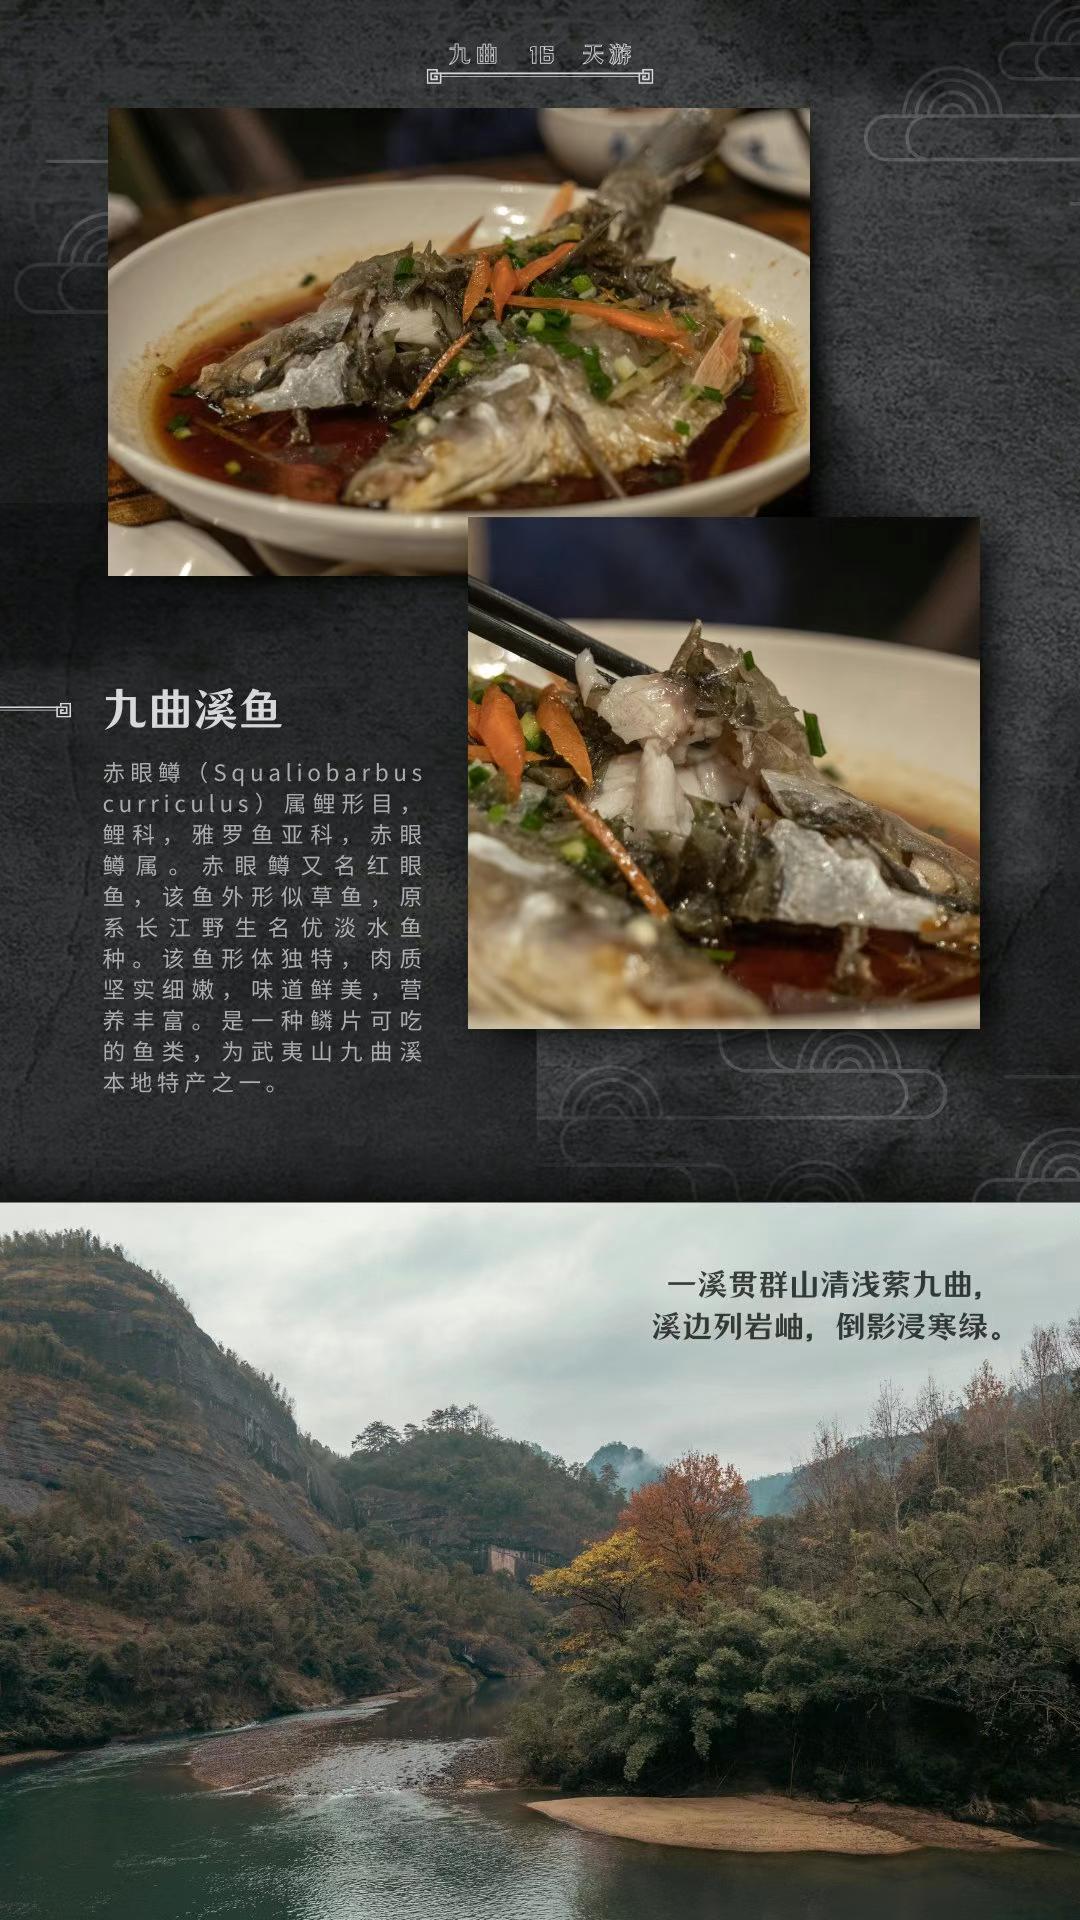 九曲 16 天游
九曲溪鱼
赤眼鳟（Squaliobarbus
curriculus）属鲤形目，
鲤科，雅罗鱼亚科，赤眼
鳟属。赤眼鳟又名红眼
鱼，该鱼外形似草鱼，原
系长江野生名优淡水鱼
种。该鱼形体独特，肉质
坚实细嫩，味道鲜美，营
养丰富。是一种鳞片可吃
的鱼类，为武夷山九曲溪
本地特产之一。
一溪贯群山清浅萦九曲，
溪边列岩岫，倒影浸寒绿。